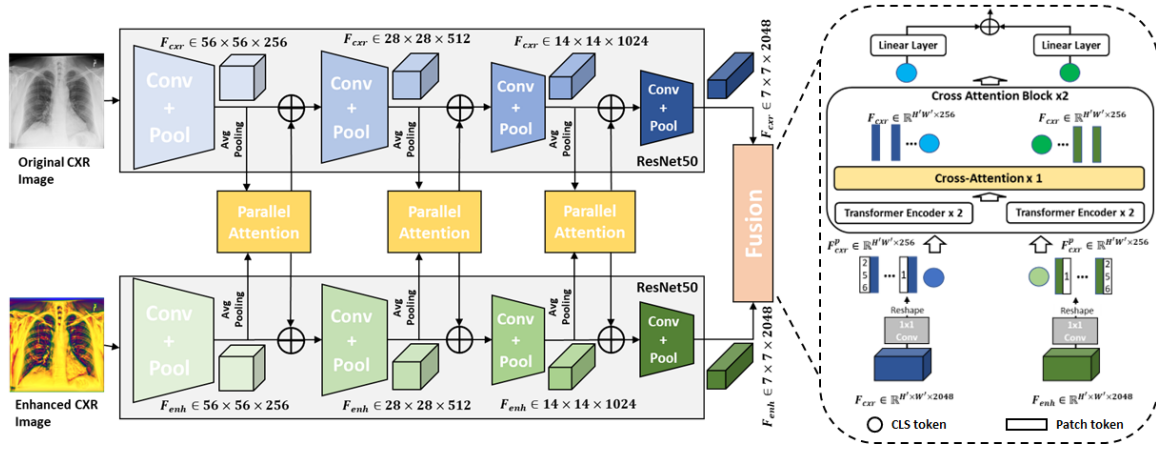 F_cxr ∈ 56 × 56 × 256
F_cxr ∈ 28 × 28 × 512
F_cxr ∈ 14 × 14 × 1024
Conv
+
Pool
Conv
+
Pool
Conv
+
Pool
Conv
+
Pool
Avg
Pooling
Avg
Pooling
Avg
Pooling
ResNet50
F_cxr ∈ 7 × 7 × 2048
Original CXR
Image
Parallel
Attention
Parallel
Attention
Parallel
Attention
Fusion
ResNet50
Avg
Pooling
Avg
Pooling
Avg
Pooling
Conv
+
Pool
Conv
+
Pool
Conv
+
Pool
Conv
+
Pool
Enhanced CXR
Image
F_enh ∈ 56 × 56 × 256
F_enh ∈ 28 × 28 × 512
F_enh ∈ 14 × 14 × 1024
F_enh ∈ 7 × 7 × 2048
Linear Layer
Linear Layer
Cross Attention Block x2
F_cxr ∈ ℝ^H'W'×256
F_cxr ∈ ℝ^H'W'×256
...
...
Cross-Attention x 1
Transformer Encoder x 2
Transformer Encoder x 2
F^p_cxr ∈ ℝ^H'W'×256
F^p_cxr ∈ ℝ^H'W'×256
2
5
6
...
1
1
...
2
5
6
Reshape
Reshape
1x1
Conv
1x1
Conv
F_cxr ∈ ℝ^H'×W'×2048
F_enh ∈ ℝ^H'×W'×2048
CLS token
Patch token